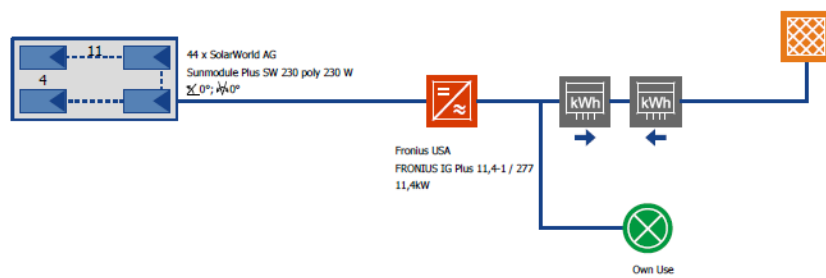 11
4
44 x SolarWorld AG
Sunmodule Plus SW 230 poly 230 W
0°; 0°
Fronius USA
FRONIUS IG Plus 11,4-1 / 277
11,4kW
kWh
kWh
Own Use